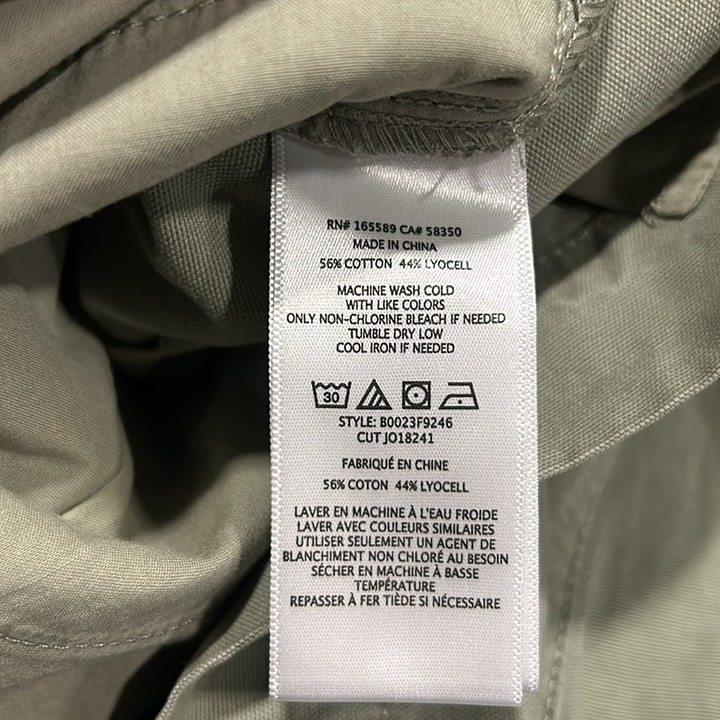 RN# 165589 CA# 58350
MADE IN CHINA
56% COTTON 44% LYOCELL
MACHINE WASH COLD
WITH LIKE COLORS
ONLY NON-CHLORINE BLEACH IF NEEDED
TUMBLE DRY LOW
COOL IRON IF NEEDED
30
STYLE: B0023F9246
CUT JO18241
FABRIQUÉ EN CHINE
56% COTON 44% LYOCELL
LAVER EN MACHINE À L'EAU FROIDE
LAVER AVEC COULEURS SIMILAIRES
UTILISER SEULEMENT UN AGENT DE
BLANCHIMENT NON CHLORÉ AU BESOIN
SÉCHER EN MACHINE À BASSE
TEMPÉRATURE
REPASSER À FER TIÈDE SI NÉCESSAIRE